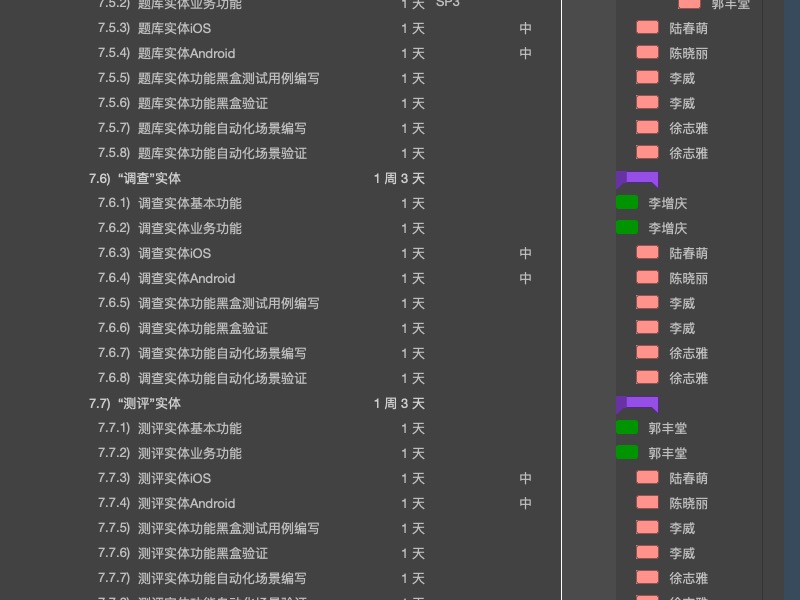 7.5.2) 题库实体业务功能 1 天 SP3 郭丰堂
7.5.3) 题库实体iOS 1 天 中 陆春萌
7.5.4) 题库实体Android 1 天 中 陈晓丽
7.5.5) 题库实体功能黑盒测试用例编写 1 天 李威
7.5.6) 题库实体功能黑盒验证 1 天 李威
7.5.7) 题库实体功能自动化场景编写 1 天 徐志雅
7.5.8) 题库实体功能自动化场景验证 1 天 徐志雅
7.6) “调查”实体 1 周 3 天
7.6.1) 调查实体基本功能 1 天 李增庆
7.6.2) 调查实体业务功能 1 天 李增庆
7.6.3) 调查实体iOS 1 天 中 陆春萌
7.6.4) 调查实体Android 1 天 中 陈晓丽
7.6.5) 调查实体功能黑盒测试用例编写 1 天 李威
7.6.6) 调查实体功能黑盒验证 1 天 李威
7.6.7) 调查实体功能自动化场景编写 1 天 徐志雅
7.6.8) 调查实体功能自动化场景验证 1 天 徐志雅
7.7) “测评”实体 1 周 3 天
7.7.1) 测评实体基本功能 1 天 郭丰堂
7.7.2) 测评实体业务功能 1 天 郭丰堂
7.7.3) 测评实体iOS 1 天 中 陆春萌
7.7.4) 测评实体Android 1 天 中 陈晓丽
7.7.5) 测评实体功能黑盒测试用例编写 1 天 李威
7.7.6) 测评实体功能黑盒验证 1 天 李威
7.7.7) 测评实体功能自动化场景编写 1 天 徐志雅